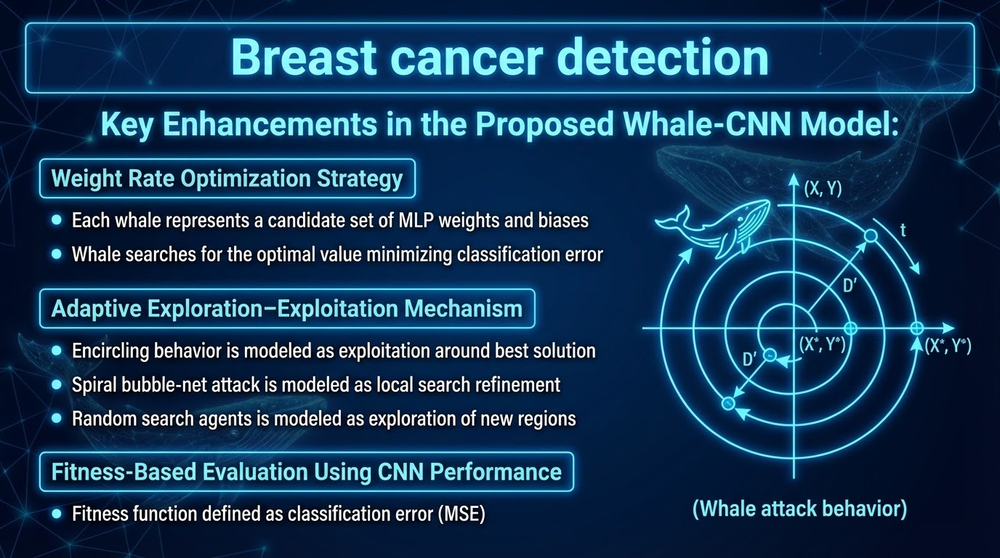 Breast cancer detection
Key Enhancements in the Proposed Whale-CNN Model:
Weight Rate Optimization Strategy
Each whale represents a candidate set of MLP weights and biases
Whale searches for the optimal value minimizing classification error
Adaptive Exploration–Exploitation Mechanism
Encircling behavior is modeled as exploitation around best solution
Spiral bubble-net attack is modeled as local search refinement
Random search agents is modeled as exploration of new regions
Fitness-Based Evaluation Using CNN Performance
Fitness function defined as classification error (MSE)
(X, Y)
t
D′
(X*, Y*)
(X*, Y*)
D′
(Whale attack behavior)